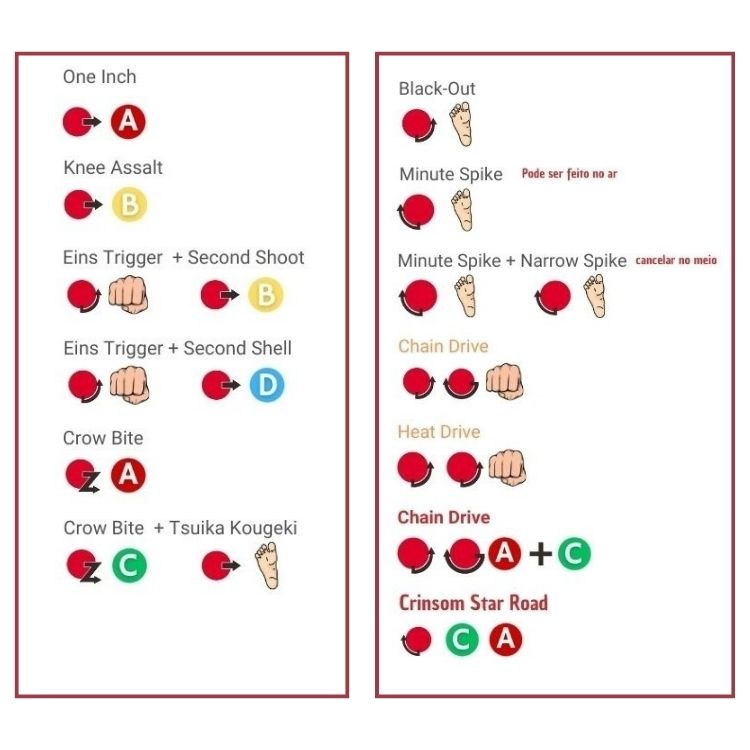 One Inch
A
Knee Assalt
B
Eins Trigger + Second Shoot
B
Eins Trigger + Second Shell
D
Crow Bite
A
Crow Bite + Tsuika Kougeki
C
Black-Out
Minute Spike Pode ser feito no ar
Minute Spike + Narrow Spike cancelar no meio
Chain Drive
Heat Drive
Chain Drive
A + C
Crinsom Star Road
C A